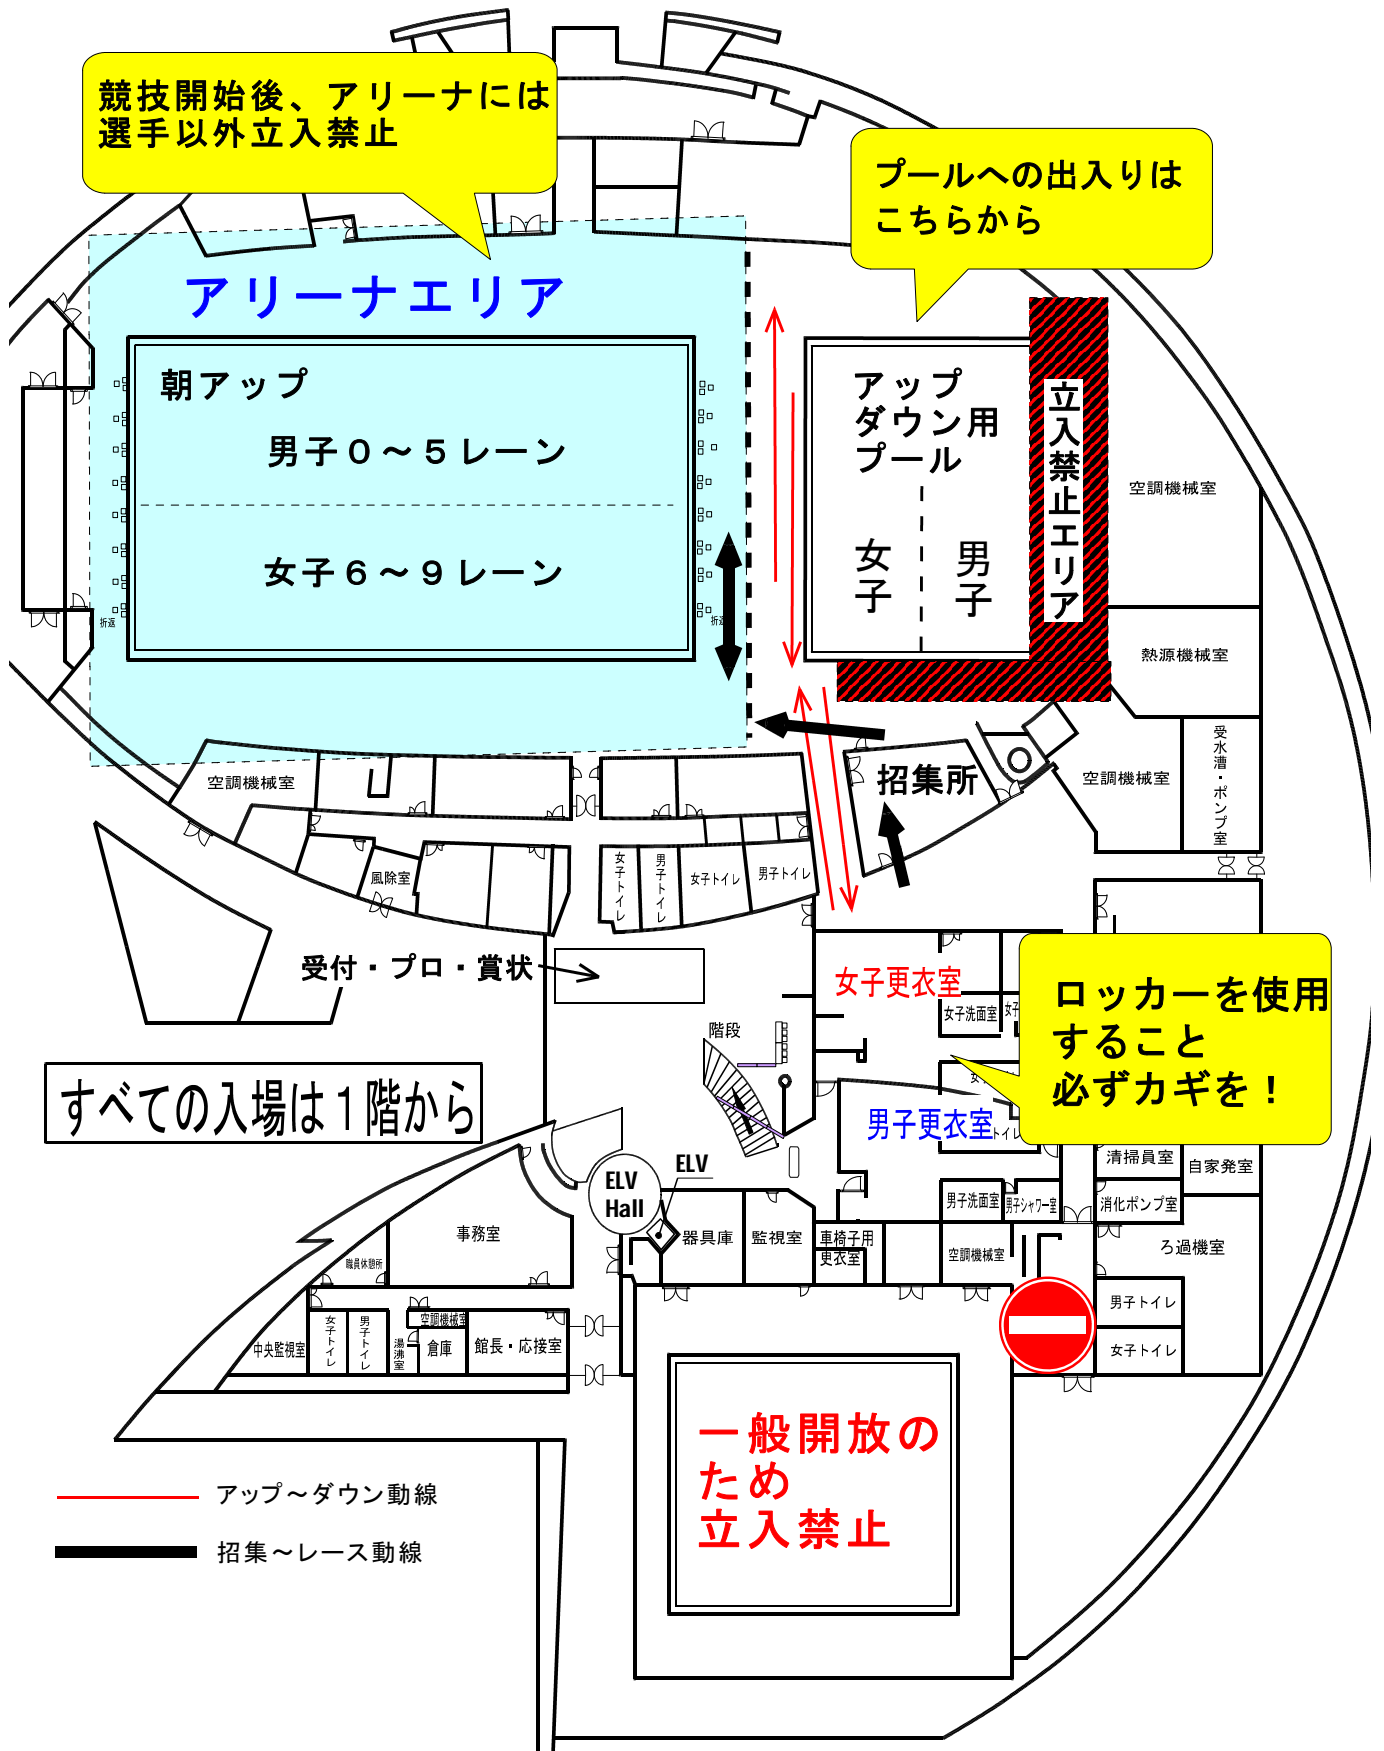 競技開始後、アリーナには
選手以外立入禁止
プールへの出入りは
こちらから
アリーナエリア
朝アップ
男子０～５レーン
女子６～９レーン
折返
折返
アップ
ダウン用
プール
女子
男子
立入禁止エリア
空調機械室
熱源機械室
受水漕・ポンプ室
空調機械室
招集所
空調機械室
風除室
女子トイレ
男子トイレ
女子トイレ
男子トイレ
受付・プロ・賞状
階段
女子更衣室
女子洗面室
ロッカーを使用
すること
必ずカギを！
男子更衣室
トイレ
すべての入場は１階から
ELV
Hall
ELV
男子洗面室
男子シャワー室
清掃員室
自家発室
消化ポンプ室
ろ過機室
事務室
職員休憩所
器具庫
監視室
車椅子用
更衣室
空調機械室
男子トイレ
女子トイレ
中央監視室
女子トイレ
男子トイレ
湯沸室
空調機械室
倉庫
館長・応接室
一般開放の
ため
立入禁止
アップ～ダウン動線
招集～レース動線